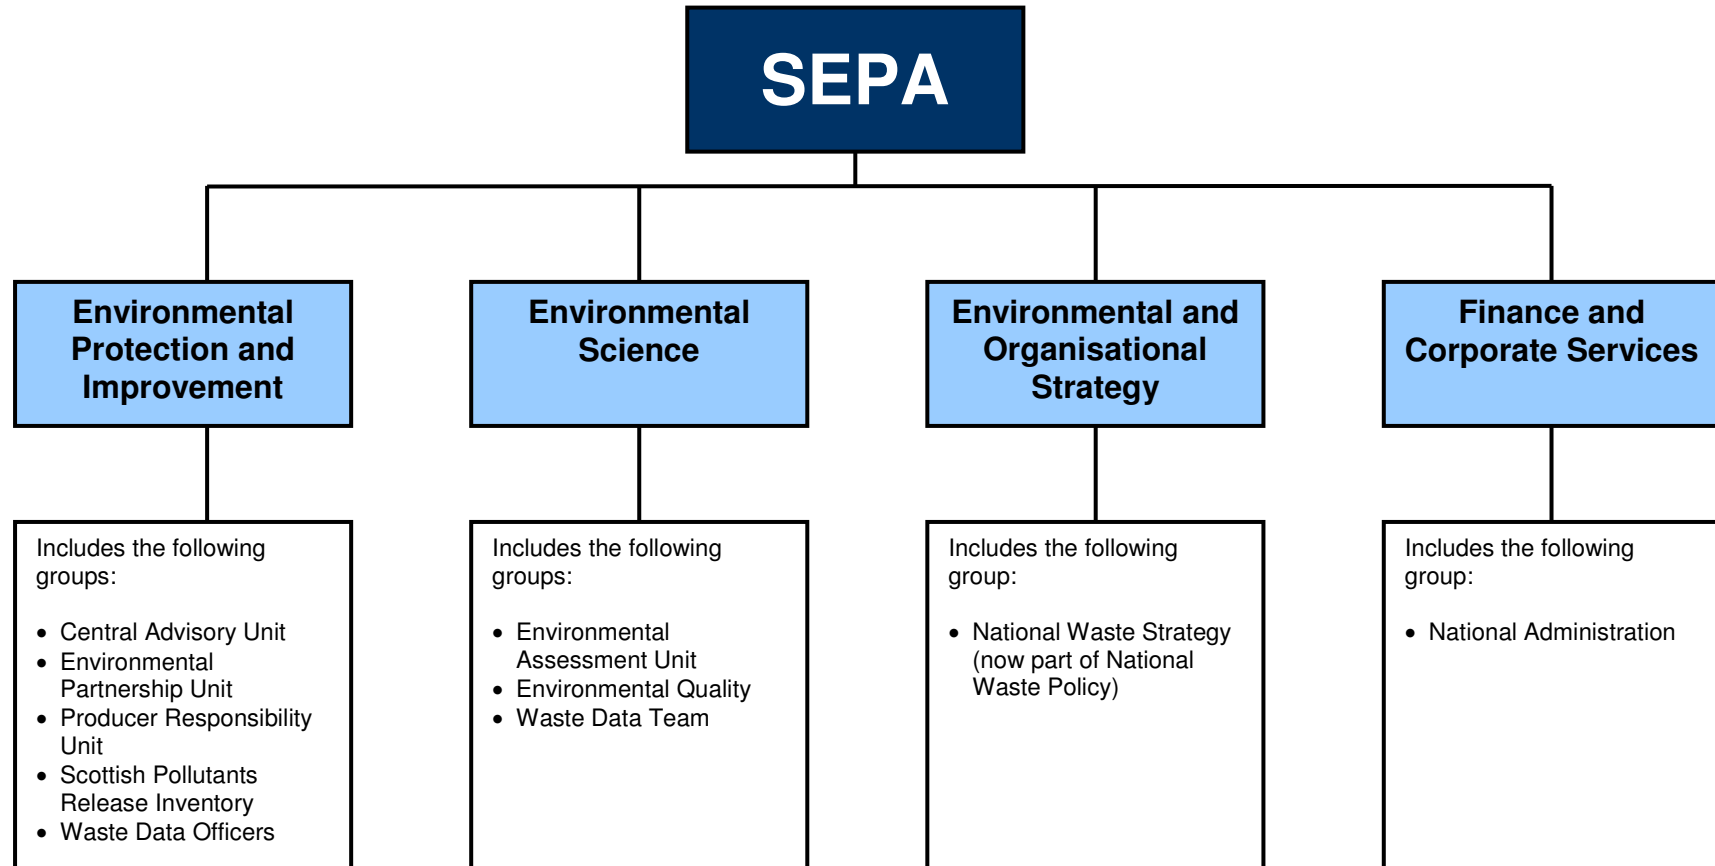 SEPA
Environmental
Protection and
Improvement
Environmental
Science
Environmental and
Organisational
Strategy
Finance and
Corporate Services
Includes the following
groups:
• Central Advisory Unit
• Environmental
Partnership Unit
• Producer Responsibility
Unit
• Scottish Pollutants
Release Inventory
• Waste Data Officers
Includes the following
groups:
• Environmental
Assessment Unit
• Environmental Quality
• Waste Data Team
Includes the following
group:
• National Waste Strategy
(now part of National
Waste Policy)
Includes the following
group:
• National Administration